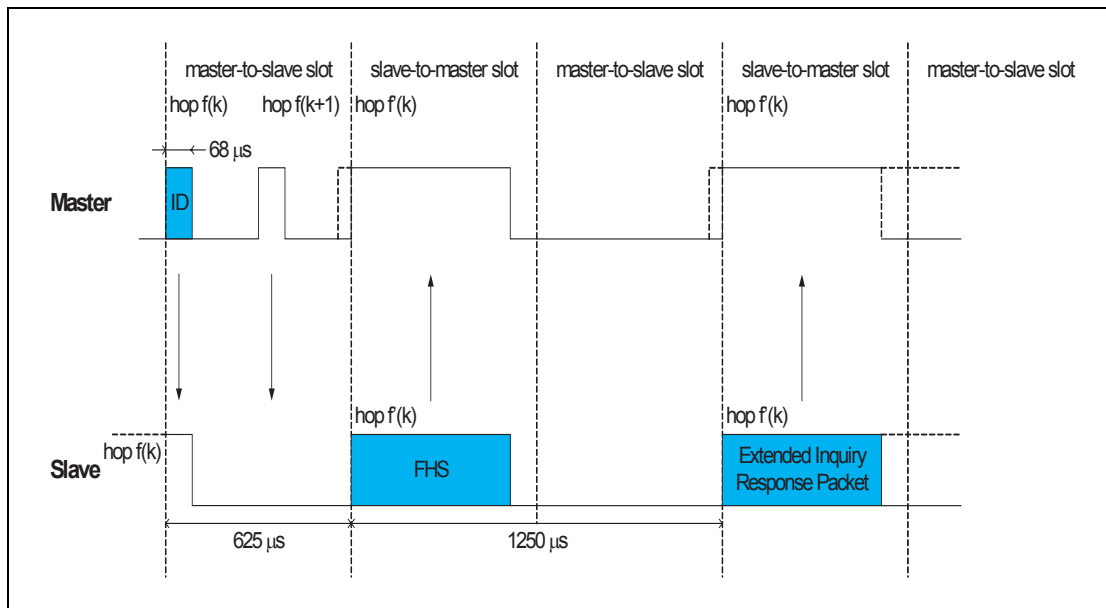 master-to-slave slot slave-to-master slot master-to-slave slot slave-to-master slot master-to-slave slot
hop f(k) hop f(k+1) hop f'(k) hop f'(k)
68 μs
Master
ID
hop f'(k) hop f'(k)
hop f(k)
Slave
FHS
Extended Inquiry
Response Packet
625 μs 1250 μs